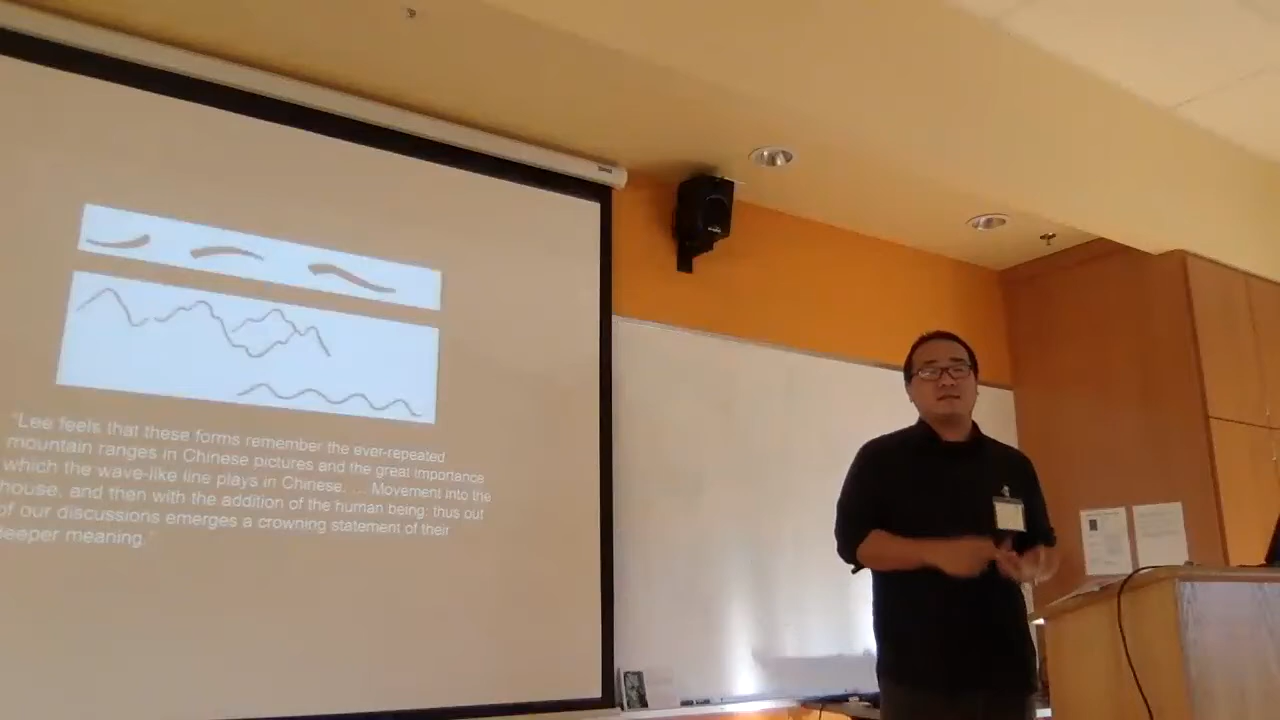 "Lee feels that these forms remember the ever-repeated
mountain ranges in Chinese pictures and the great importance
which the wave-like line plays in Chinese. ... Movement into the
house, and then with the addition of the human being: thus out
of our discussions emerges a crowning statement of their
deeper meaning."